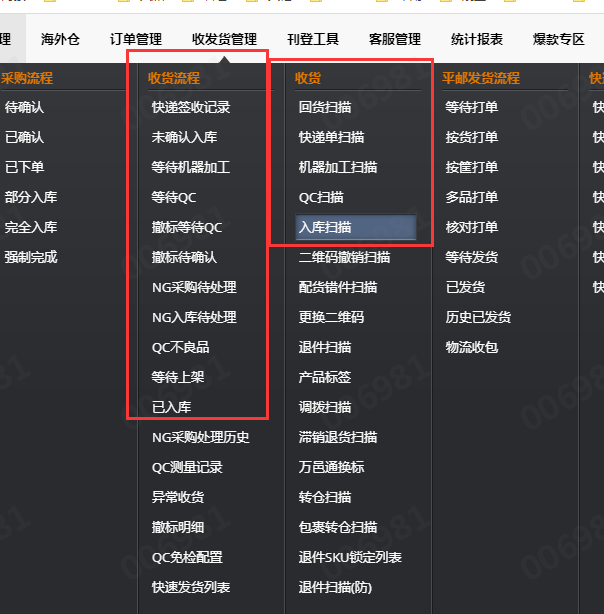 理 海外仓 订单管理 收发货管理 刊登工具 客服管理 统计报表 爆款专区
采购流程
待确认
已确认
已下单
部分入库
完全入库
强制完成
收货流程
快递签收记录
未确认入库
等待机器加工
等待QC
撤标等待QC
撤标待确认
NG采购待处理
NG入库待处理
QC不良品
等待上架
已入库
NG采购处理历史
QC测量记录
异常收货
撤标明细
QC免检配置
快速发货列表
收货
回货扫描
快递单扫描
机器加工扫描
QC扫描
入库扫描
二维码撤销扫描
配货错件扫描
更换二维码
退件扫描
产品标签
调拨扫描
滞销退货扫描
万邑通换标
转仓扫描
包裹转仓扫描
退件SKU锁定列表
退件扫描(防)
平邮发货流程
等待打单
按货打单
按筐打单
多品打单
核对打单
等待发货
已发货
历史已发货
物流收包
快
快
快
快
快
快
快
快
006981